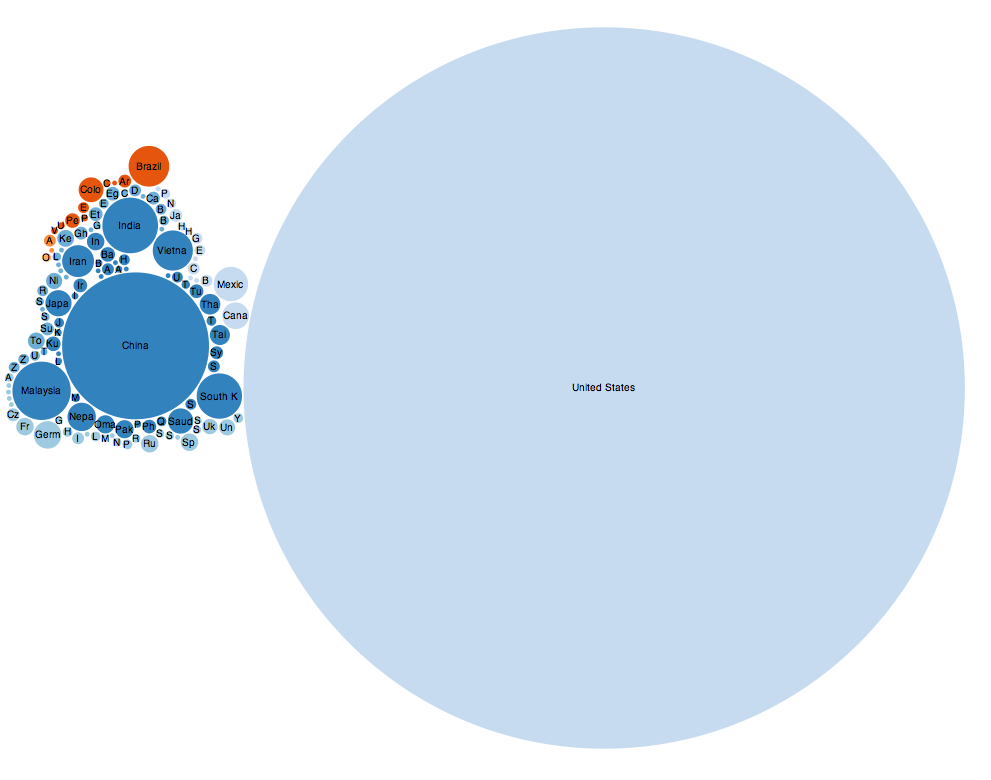 Brazil
C
Ar
Colo
Eg
C
D
Ca
P
N
E
E
B
Ja
Pe
P
Et
B
H
U
V
G
India
H
A
Ke
Gh
In
Vietna
G
E
O
L
Iran
Ba
H
B
A
A
C
Ni
Ir
U
T
B
Mexic
R
I
Tu
S
Japa
Tha
Cana
S
J
T
Su
K
Tai
To
Ku
China
Z
U
T
Sy
Z
L
S
A
Malaysia
United States
M
South K
S
Cz
Nepa
G
Oma
Pak
P
Ph
Q
Saud
S
Y
Fr
Germ
H
I
L
M
N
P
R
Ru
S
S
Sp
S
Uk
Un